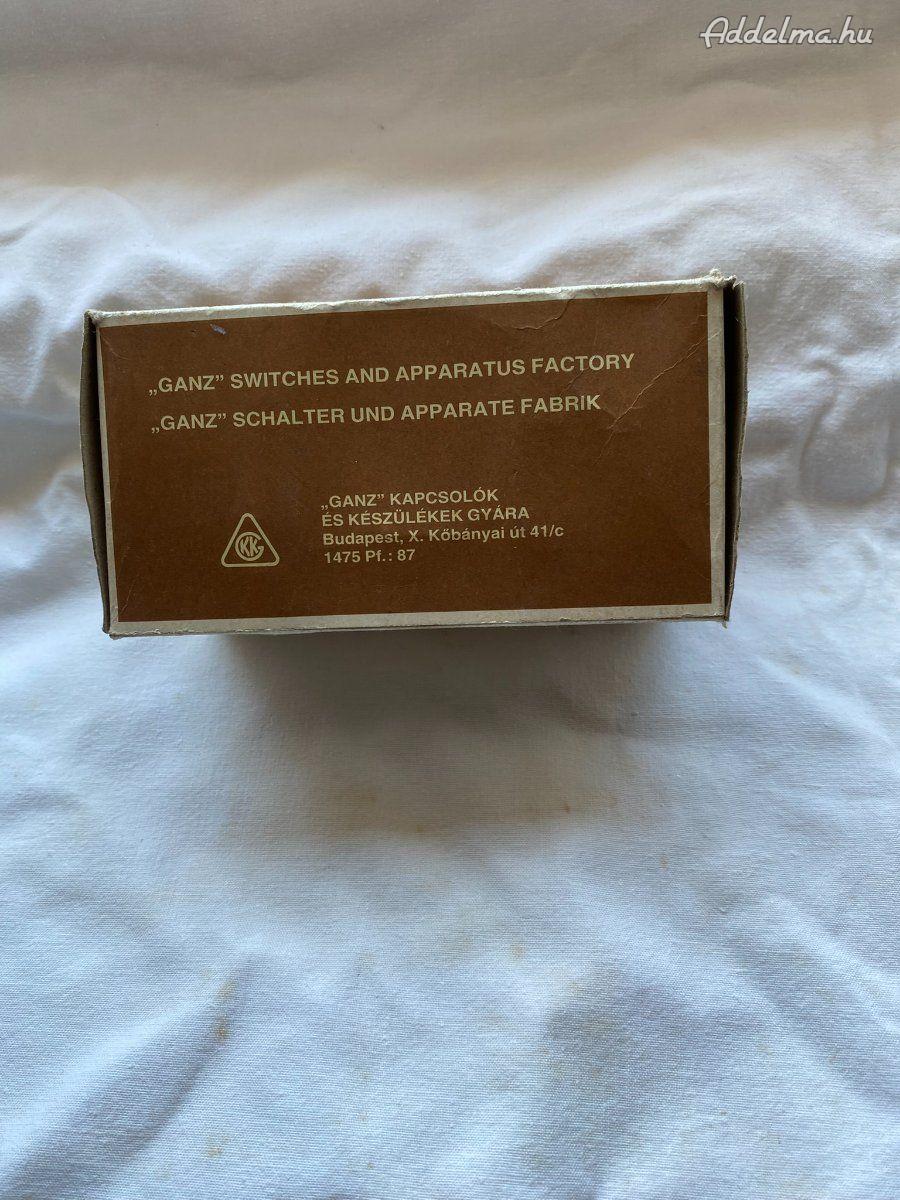 Addelma.hu
„GANZ” SWITCHES AND APPARATUS FACTORY
„GANZ” SCHALTER UND APPARATE FABRIK
GKK
„GANZ” KAPCSOLÓK
ÉS KÉSZÜLÉKEK GYÁRA
Budapest, X. Kőbányai út 41/c
1475 Pf.: 87